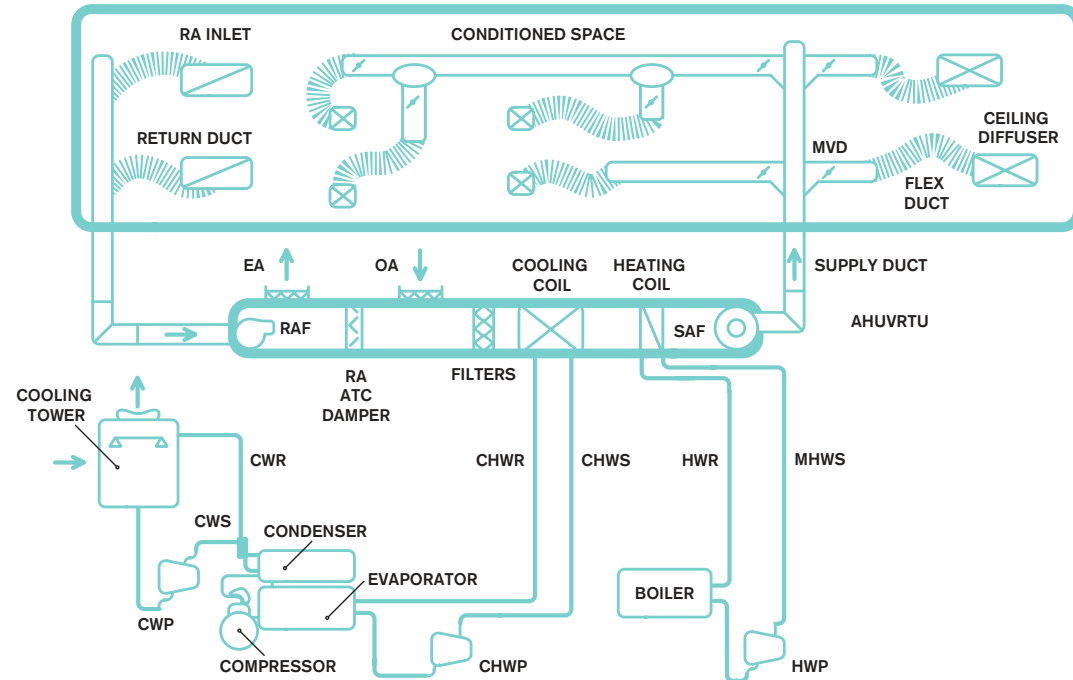 RA INLET
CONDITIONED SPACE
RETURN DUCT
CEILING
DIFFUSER
MVD
FLEX
DUCT
EA
OA
COOLING
COIL
HEATING
COIL
SUPPLY DUCT
RAF
SAF
AHUVRTU
RA
ATC
DAMPER
FILTERS
COOLING
TOWER
CWR
CHWR
CHWS
HWR
MHWS
CWS
CONDENSER
EVAPORATOR
BOILER
CWP
COMPRESSOR
CHWP
HWP